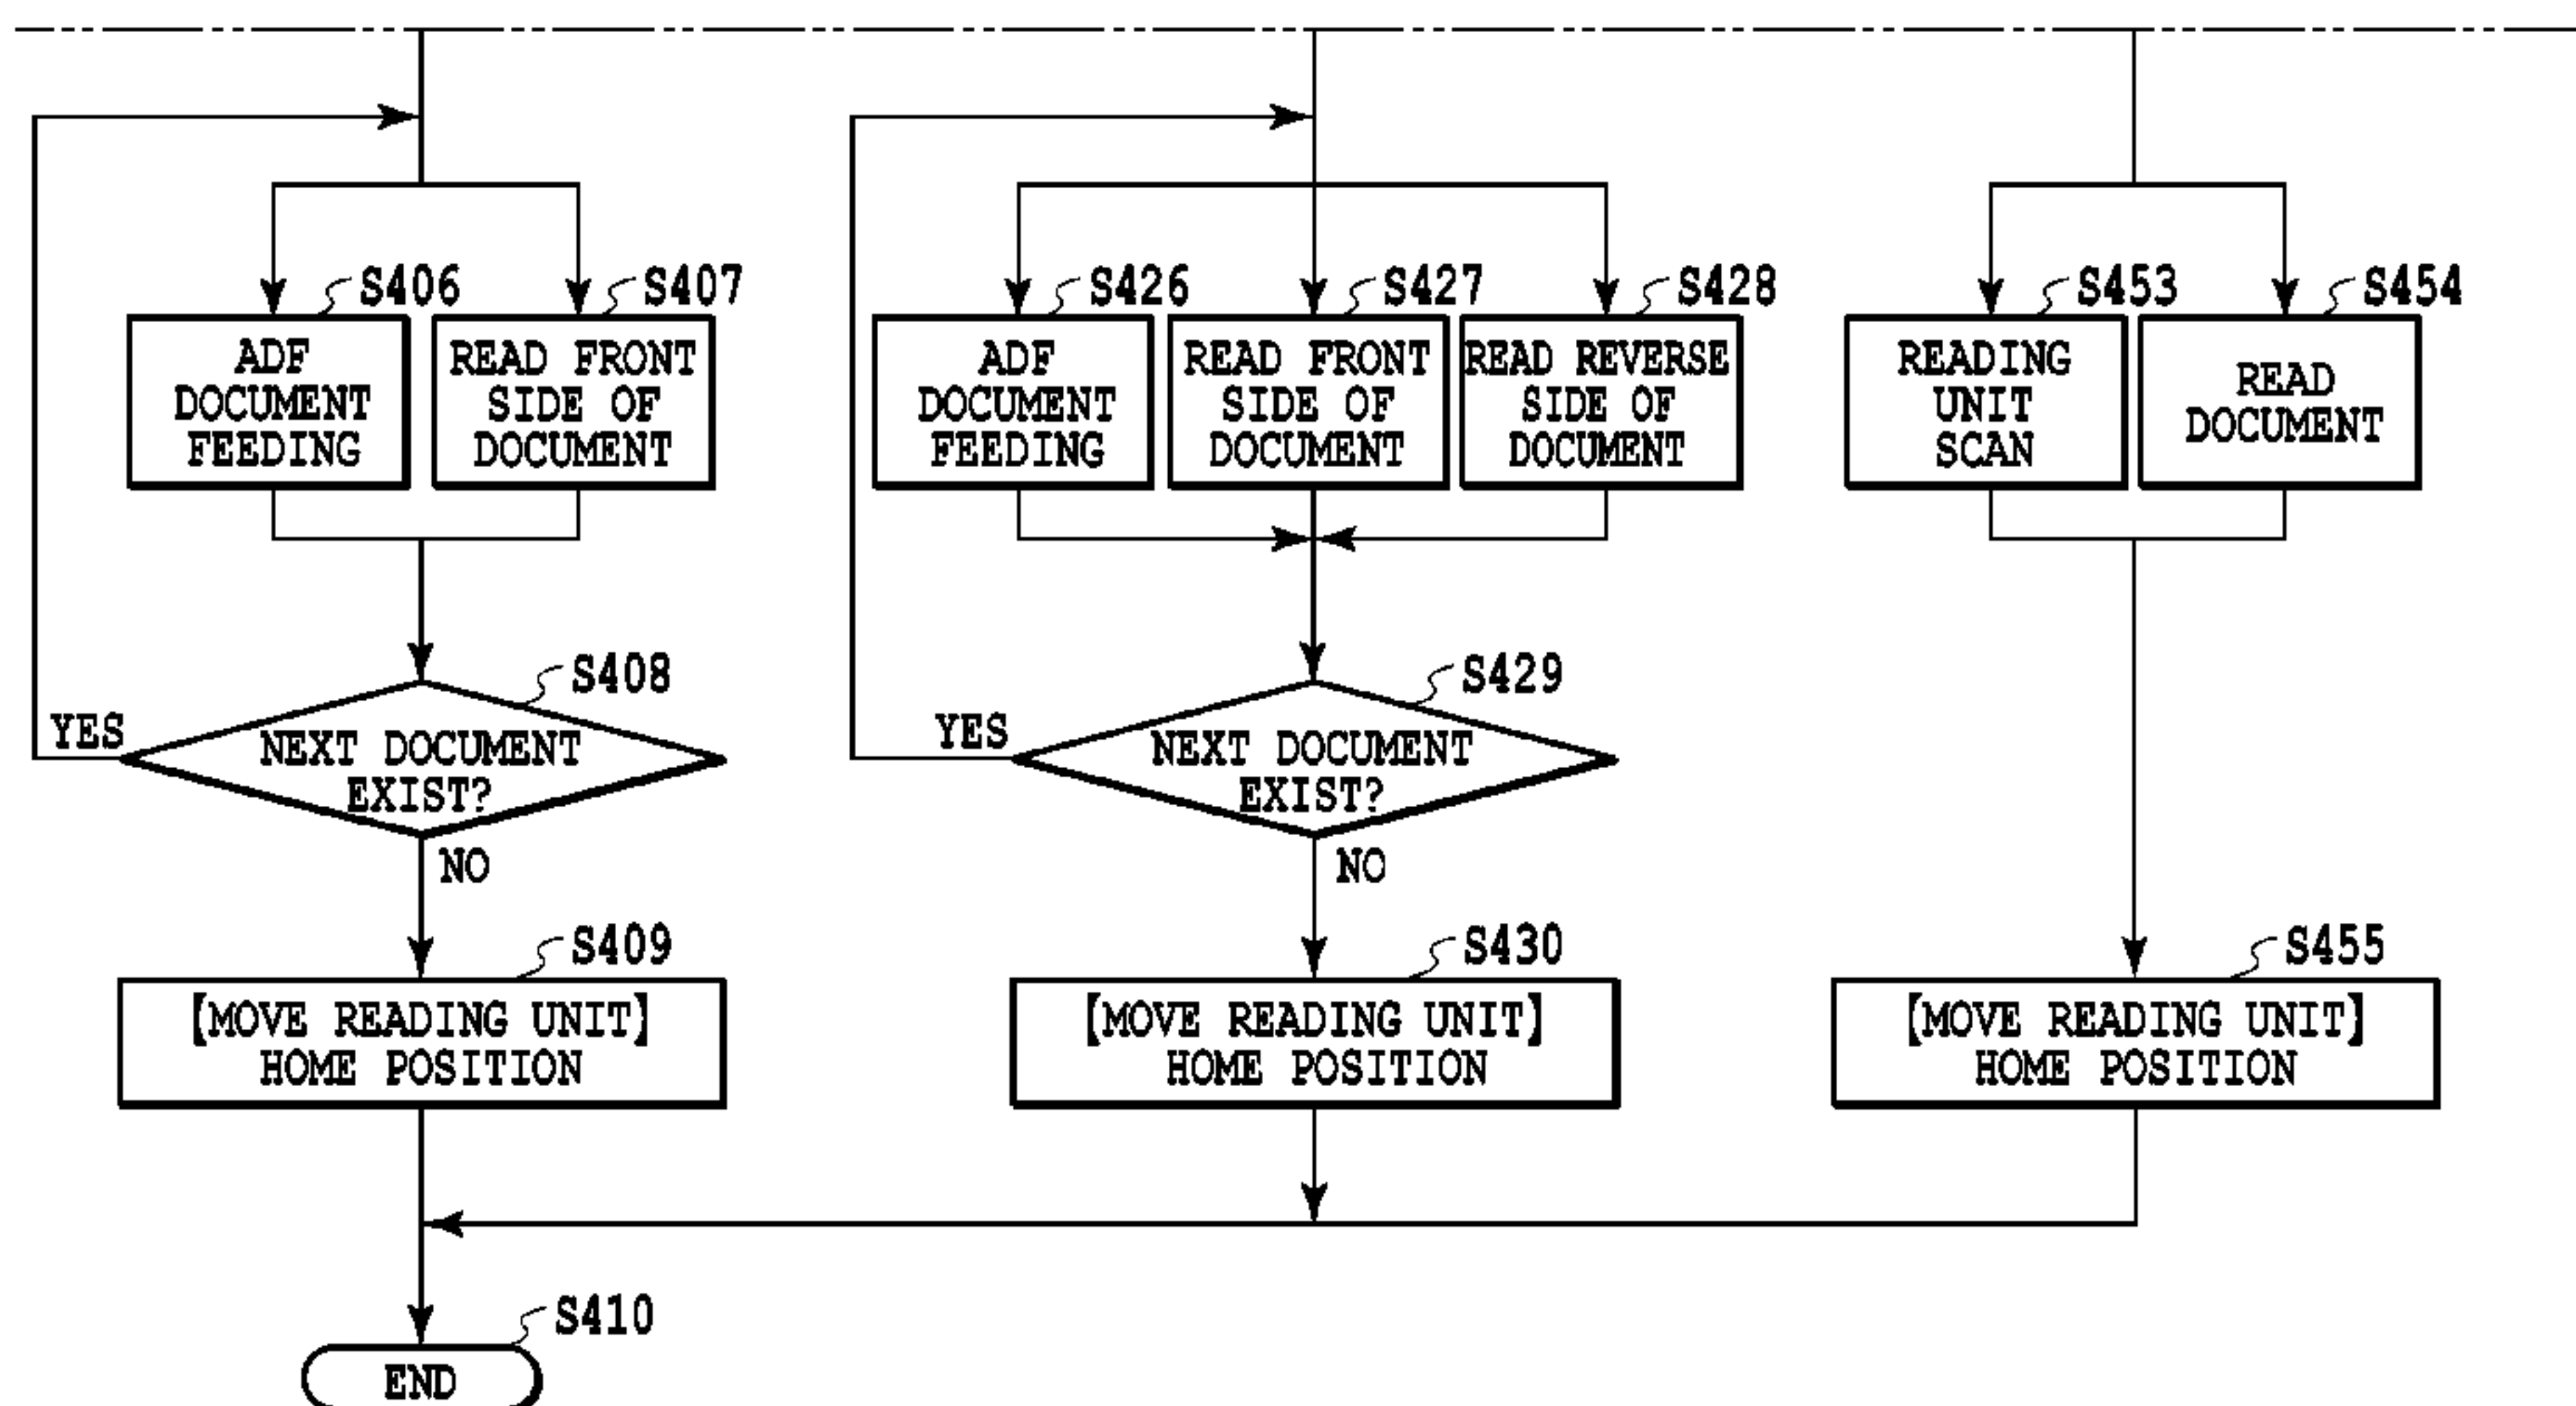 S406
ADF
DOCUMENT
FEEDING
S407
READ FRONT
SIDE OF
DOCUMENT
S426
ADF
DOCUMENT
FEEDING
S427
READ FRONT
SIDE OF
DOCUMENT
S428
READ REVERSE
SIDE OF
DOCUMENT
S453
READING
UNIT
SCAN
S454
READ
DOCUMENT
S408
YES
NEXT DOCUMENT
EXIST?
NO
S429
YES
NEXT DOCUMENT
EXIST?
NO
S409
[MOVE READING UNIT]
HOME POSITION
S430
[MOVE READING UNIT]
HOME POSITION
S455
[MOVE READING UNIT]
HOME POSITION
S410
END